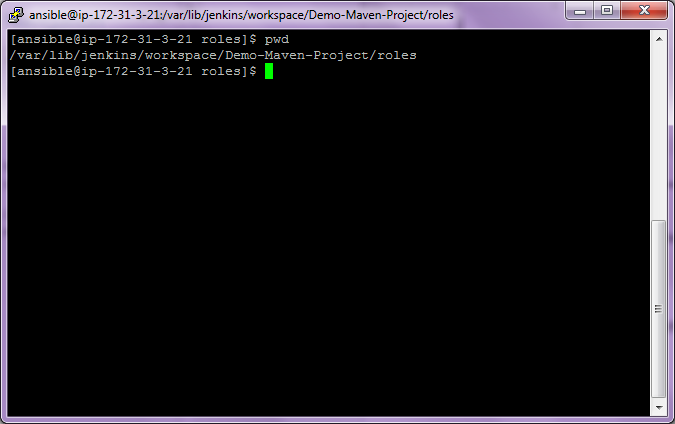 ansible@ip-172-31-3-21:/var/lib/jenkins/workspace/Demo-Maven-Project/roles
[ansible@ip-172-31-3-21 roles]$ pwd
/var/lib/jenkins/workspace/Demo-Maven-Project/roles
[ansible@ip-172-31-3-21 roles]$